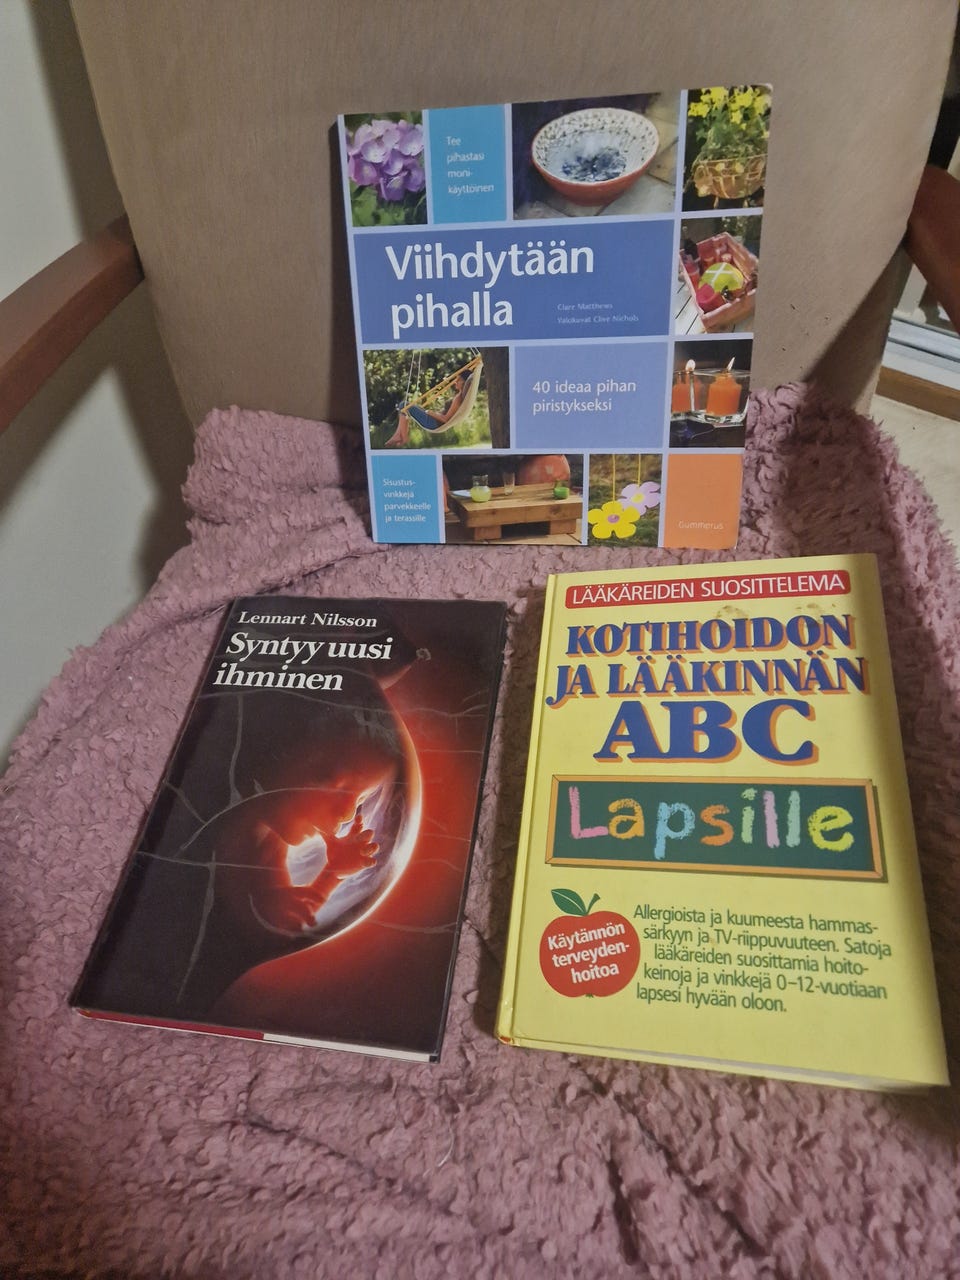 Tee
pihastasi
moni-
käyttöinen
Viihdytään
pihalla
Clare Matthews
Valokuvat Clive Nichols
40 ideaa pihan
piristykseksi
Sisustus-
vinkkejä
parvekkeelle
ja terassille
Gummerus
Lennart Nilsson
Syntyy uusi
ihminen
LÄÄKÄREIDEN SUOSITTELEMA
KOTIHOIDON
JA LÄÄKINNÄN
ABC
Lapsille
Käytännön
terveyden-
hoitoa
Allergioista ja kuumeesta hammas-
särkyyn ja TV-riippuvuuteen. Satoja
lääkäreiden suosittamia hoito-
keinoja ja vinkkejä 0–12-vuotiaan
lapsesi hyvään oloon.